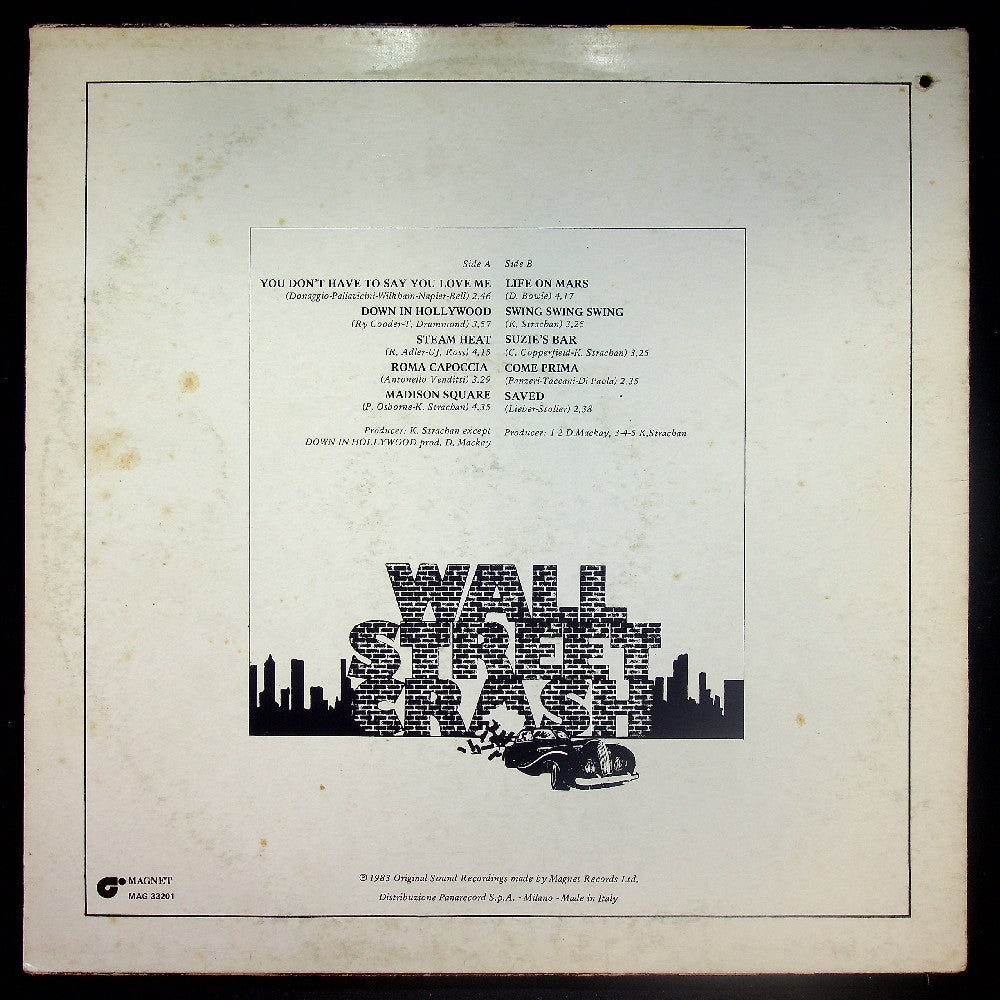 Side A
YOU DON'T HAVE TO SAY YOU LOVE ME
(Donaggio-Pallavicini-Wilkham-Napier-Bell) 2,46
DOWN IN HOLLYWOOD
(Ry Cooder-T. Drummond) 3,57
STEAM HEAT
(R. Adler-UJ. Ross) 4,15
ROMA CAPOCCIA
(Antonello Venditti) 3.29
MADISON SQUARE
(P. Osborne-K. Strachan) 4,35
Producer: K. Strachan except
DOWN IN HOLLYWOOD prod. D. Mackay
Side B
LIFE ON MARS
(D. Bowie) 4,17
SWING SWING SWING
(K. Strachan) 3,25
SUZIE'S BAR
(C. Copperfield-K. Strachan) 3,25
COME PRIMA
(Panzeri-Taccani-Di Paola) 2,35
SAVED
(Lieber-Stoller) 2,38
Producer: 1-2 D.Mackay, 3-4-5 K.Strachan
WALL
STREET
CRASH
MAGNET
MAG 33201
℗ 1983 Original Sound Recordings made by Magnet Records Ltd.
Distribuzione Panarecord S.p.A. - Milano - Made in Italy